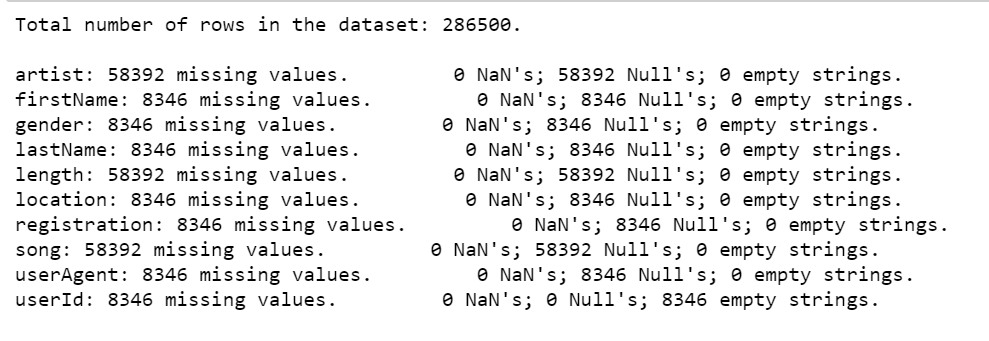 Total number of rows in the dataset: 286500.
artist: 58392 missing values. 0 NaN's; 58392 Null's; 0 empty strings.
firstName: 8346 missing values. 0 NaN's; 8346 Null's; 0 empty strings.
gender: 8346 missing values. 0 NaN's; 8346 Null's; 0 empty strings.
lastName: 8346 missing values. 0 NaN's; 8346 Null's; 0 empty strings.
length: 58392 missing values. 0 NaN's; 58392 Null's; 0 empty strings.
location: 8346 missing values. 0 NaN's; 8346 Null's; 0 empty strings.
registration: 8346 missing values. 0 NaN's; 8346 Null's; 0 empty strings.
song: 58392 missing values. 0 NaN's; 58392 Null's; 0 empty strings.
userAgent: 8346 missing values. 0 NaN's; 8346 Null's; 0 empty strings.
userId: 8346 missing values. 0 NaN's; 0 Null's; 8346 empty strings.